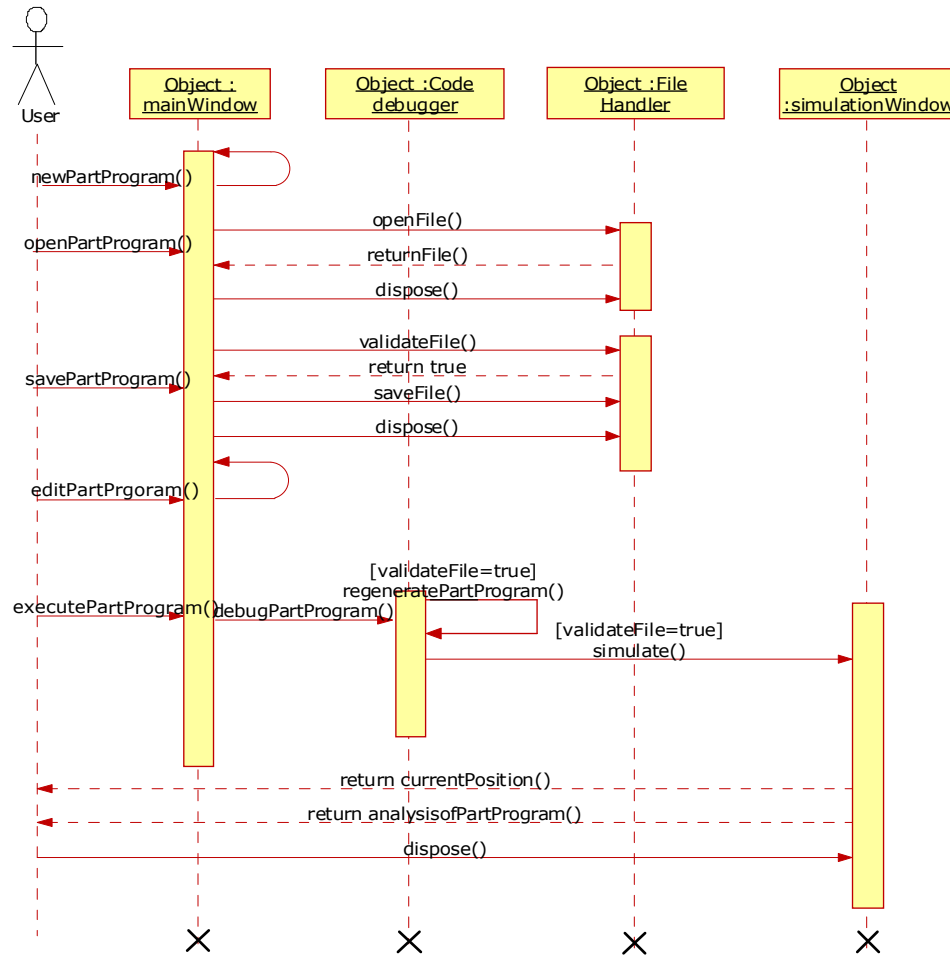 User
Object :
mainWindow
Object :Code
debugger
Object :File
Handler
Object
:simulationWindow
newPartProgram()
openFile()
openPartProgram()
returnFile()
dispose()
validateFile()
return true
savePartProgram()
saveFile()
dispose()
editPartPrgoram()
[validateFile=true]
regeneratePartProgram()
executePartProgram()
debugPartProgram()
[validateFile=true]
simulate()
return currentPosition()
return analysisofPartProgram()
dispose()